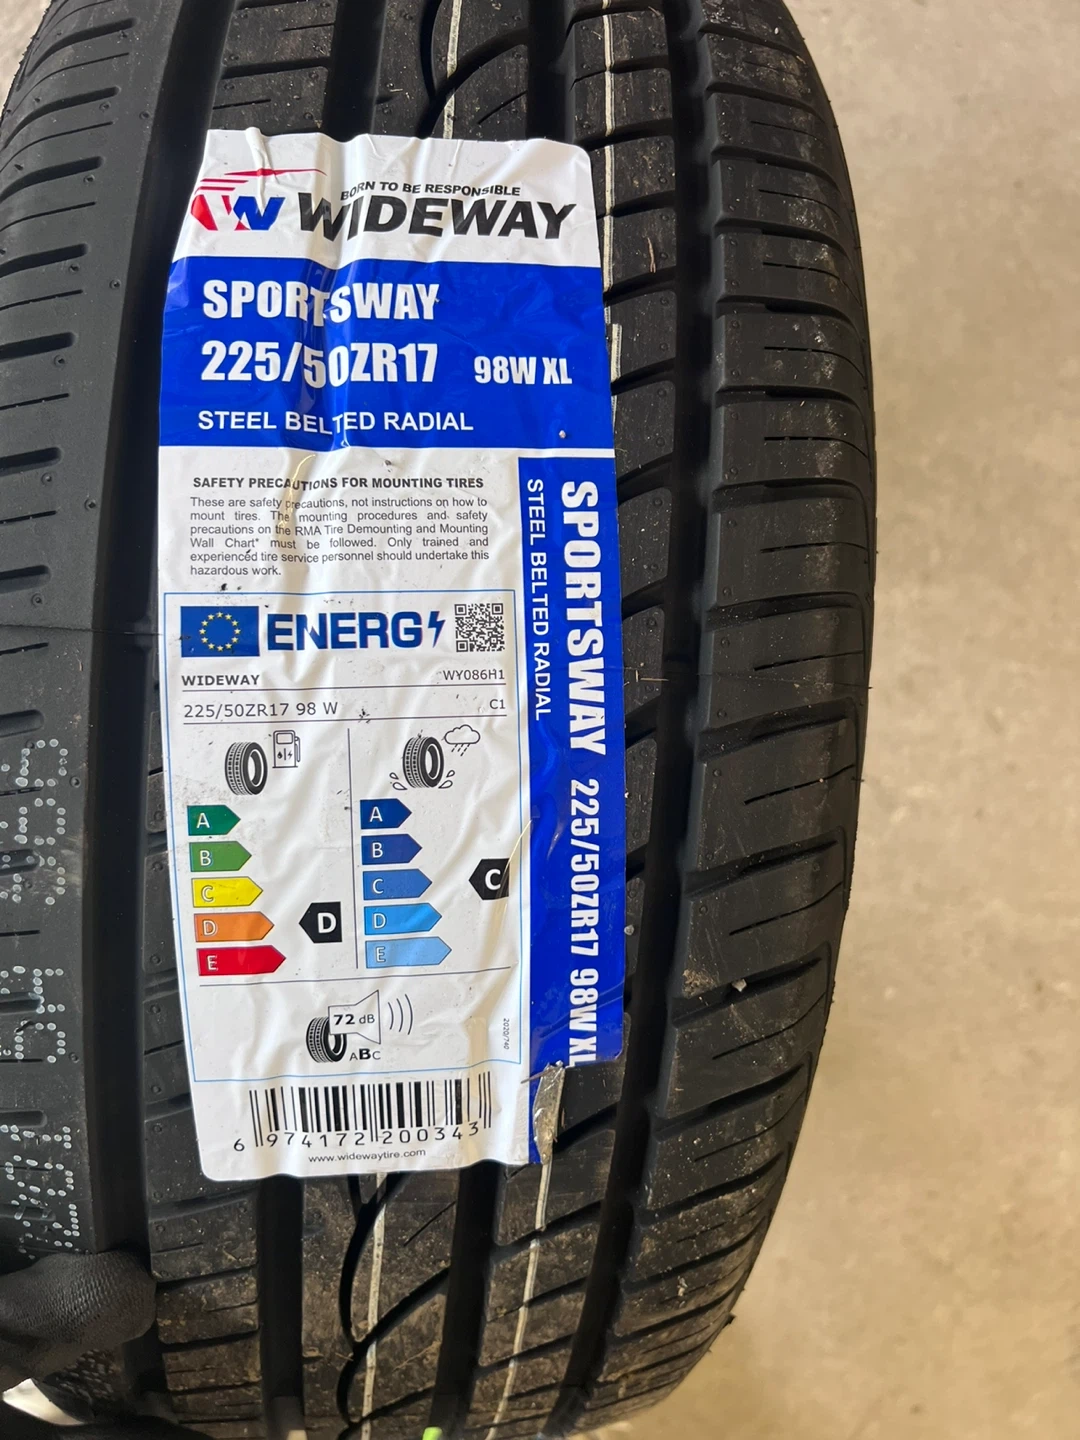 BORN TO BE RESPONSIBLE
WIDEWAY
SPORTSWAY
225/50ZR17 98W XL
STEEL BELTED RADIAL
SAFETY PRECAUTIONS FOR MOUNTING TIRES
These are safety precautions, not instructions on how to
mount tires. The mounting procedures and safety
precautions on the RMA Tire Demounting and Mounting
Wall Chart* must be followed. Only trained and
experienced tire service personnel should undertake this
hazardous work.
ENERG
WIDEWAY WY086H1
225/50ZR17 98 W C1
A A
B B
C C C
D D D
E E
72 dB
ABC
2020/740
6 974172 200343
www.widewaytire.com
SPORTSWAY 225/50ZR17 98W XL
STEEL BELTED RADIAL